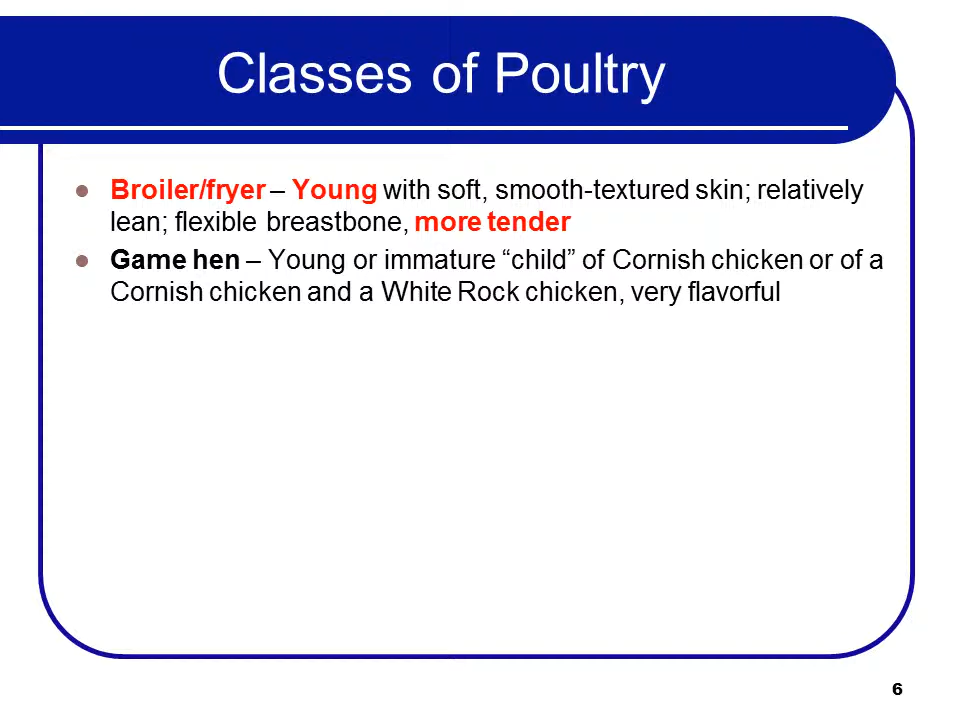 Classes of Poultry
Broiler/fryer – Young with soft, smooth-textured skin; relatively
lean; flexible breastbone, more tender
Game hen – Young or immature “child” of Cornish chicken or of a
Cornish chicken and a White Rock chicken, very flavorful
6